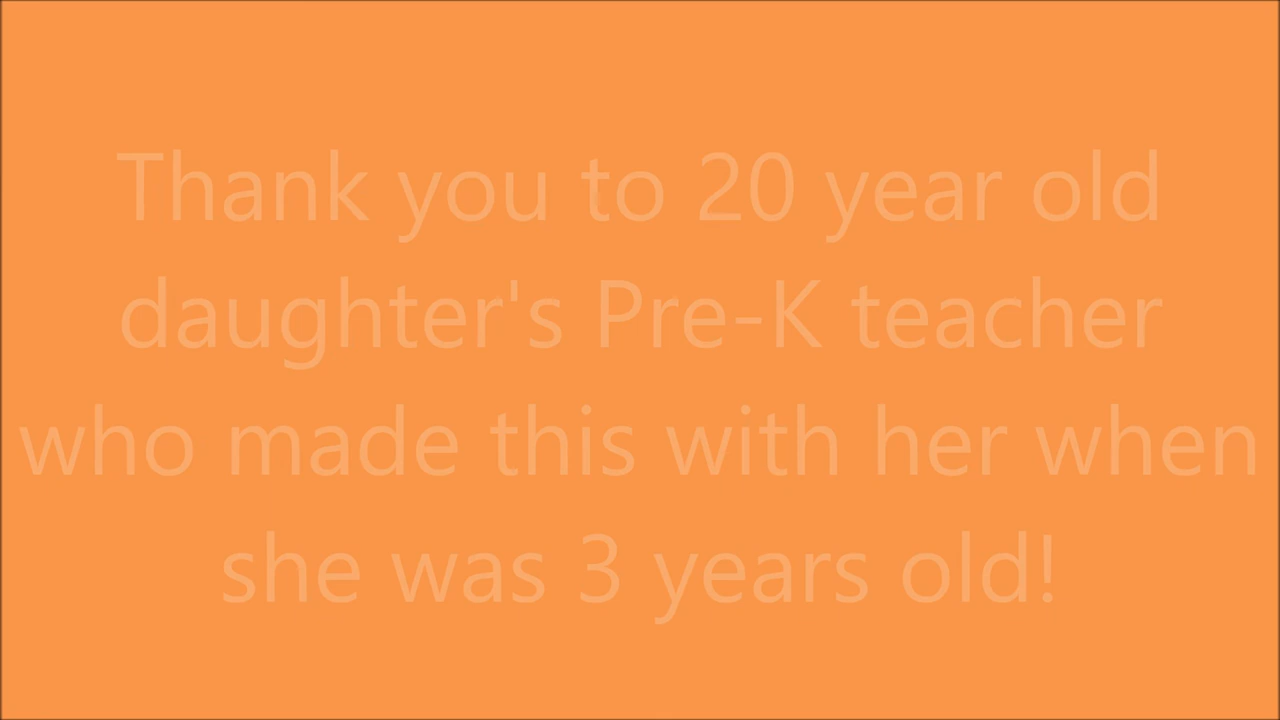 Thank you to 20 year old
daughter's Pre-K teacher
who made this with her when
she was 3 years old!